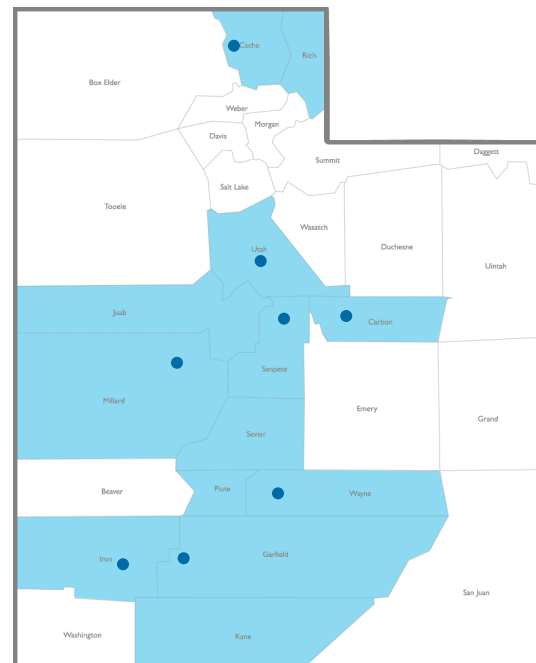 Cache
Rich
Box Elder
Weber
Morgan
Davis
Summit
Daggett
Salt Lake
Tooele
Wasatch
Duchesne
Utah
Uintah
Juab
Carbon
Sanpete
Millard
Emery
Grand
Sevier
Beaver
Piute
Wayne
Iron
Garfield
San Juan
Washington
Kane